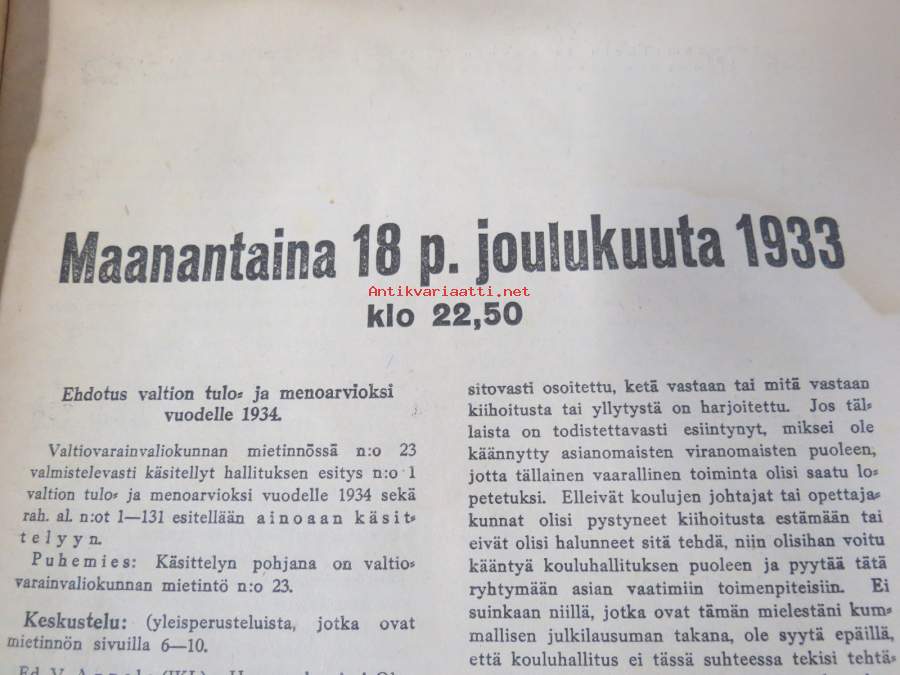 Maanantaina 18 p. joulukuuta 1933
Antikvariaatti.net
klo 22,50
Ehdotus valtion tulo- ja menoarvioksi
vuodelle 1934.
Valtiovarainvaliokunnan mietinnössä n:o 23
valmistelevasti käsitellyt hallituksen esitys n:o 1
valtion tulo- ja menoarvioksi vuodelle 1934 sekä
rah. al. n:ot 1—131 esitellään ainoaan käsit-
telyyn.
Puhemies: Käsittelyn pohjana on valtio-
varainvaliokunnan mietintö n:o 23.
Keskustelu: (yleisperusteluista, jotka ovat
mietinnön sivuilla 6—10.
sitovasti osoitettu, ketä vastaan tai mitä vastaan
kiihoitusta tai yllytystä on harjoitettu. Jos täl-
laista on todistettavasti esiintynyt, miksei ole
käännytty asianomaisten viranomaisten puoleen,
jotta tällainen vaarallinen toiminta olisi saatu lo-
petetuksi. Elleivät koulujen johtajat tai opettaja-
kunnat olisi pystyneet kiihoitusta estämään tai
eivät olisi halunneet sitä tehdä, niin olisihan voitu
kääntyä kouluhallituksen puoleen ja pyytää tätä
ryhtymään asian vaatimiin toimenpiteisiin. Ei
suinkaan niillä, jotka ovat tämän mielestäni kum-
mallisen julkilausuman takana, ole syytä epäillä,
että kouluhallitus ei tässä suhteessa tekisi tehtä-